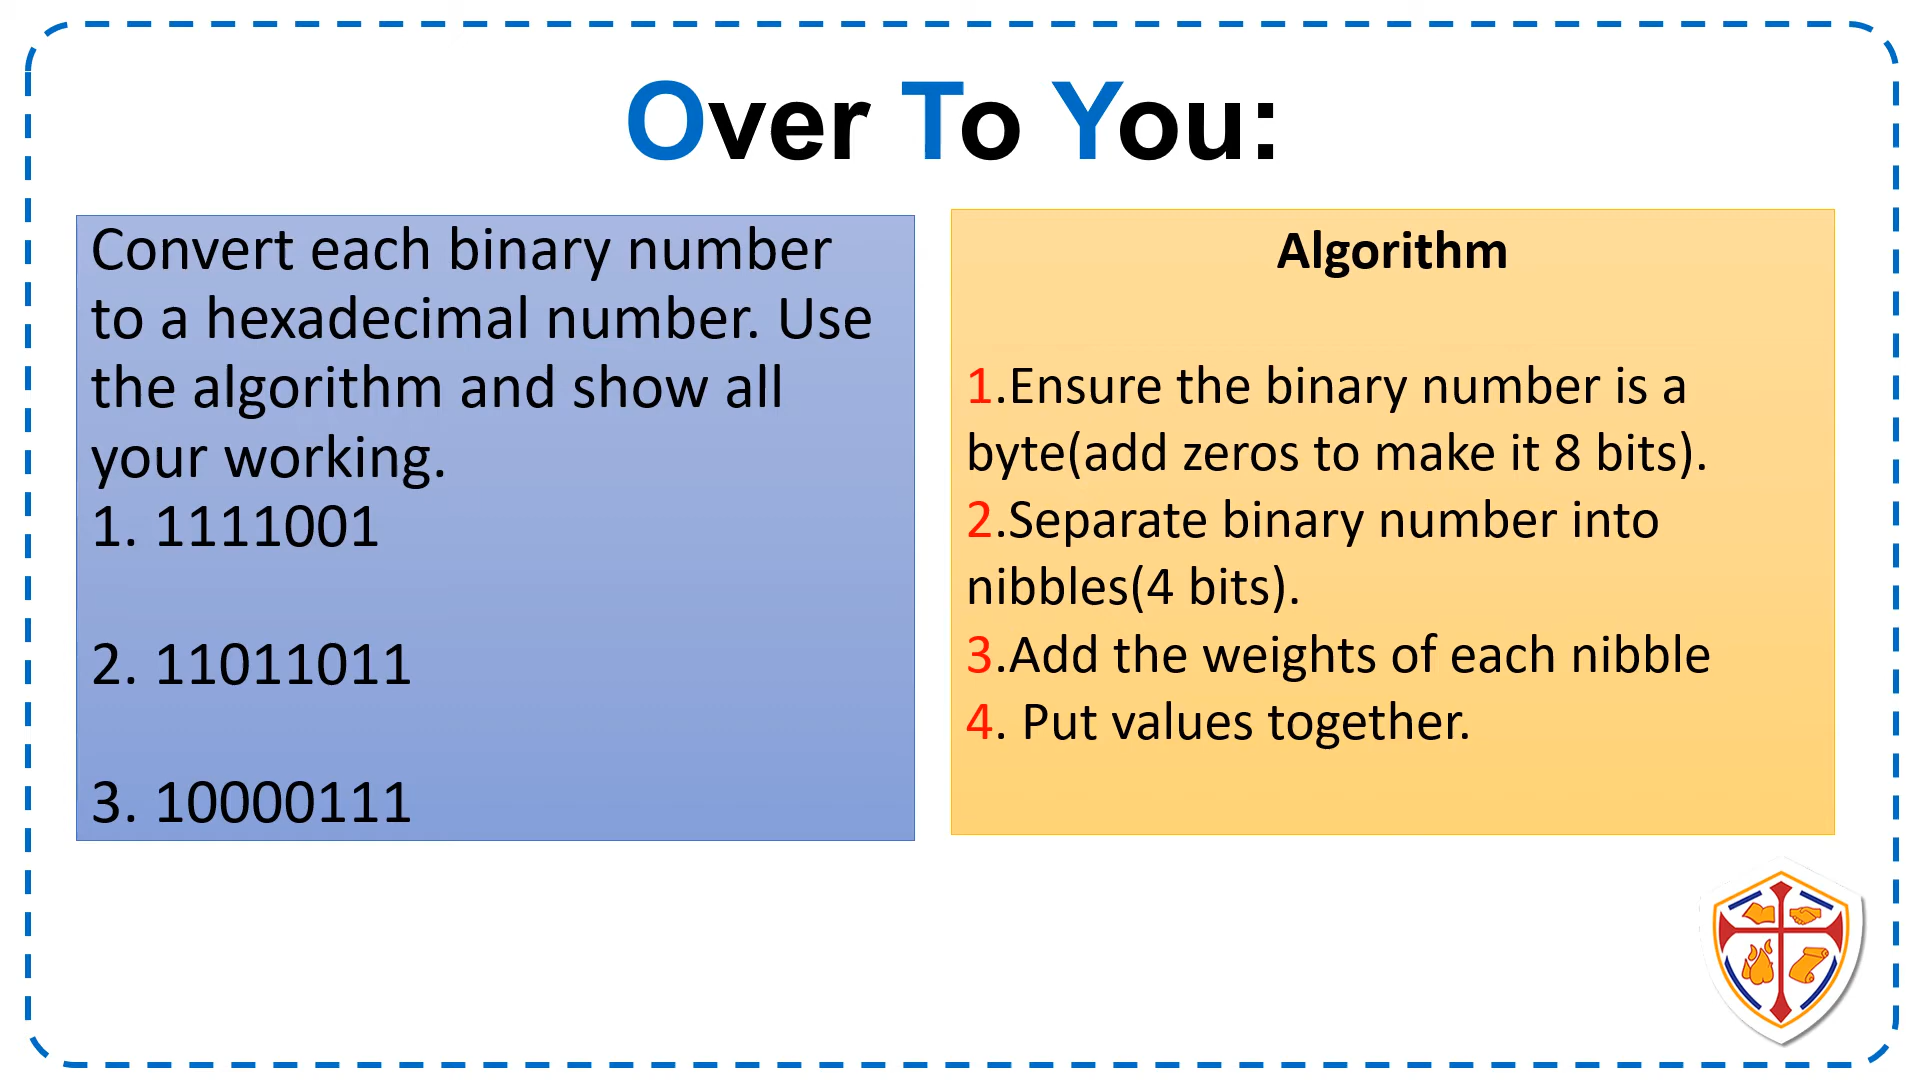 Over To You:
Convert each binary number
to a hexadecimal number. Use
the algorithm and show all
your working.
1. 1111001
2. 11011011
3. 10000111
Algorithm
1.Ensure the binary number is a
byte(add zeros to make it 8 bits).
2.Separate binary number into
nibbles(4 bits).
3.Add the weights of each nibble
4. Put values together.